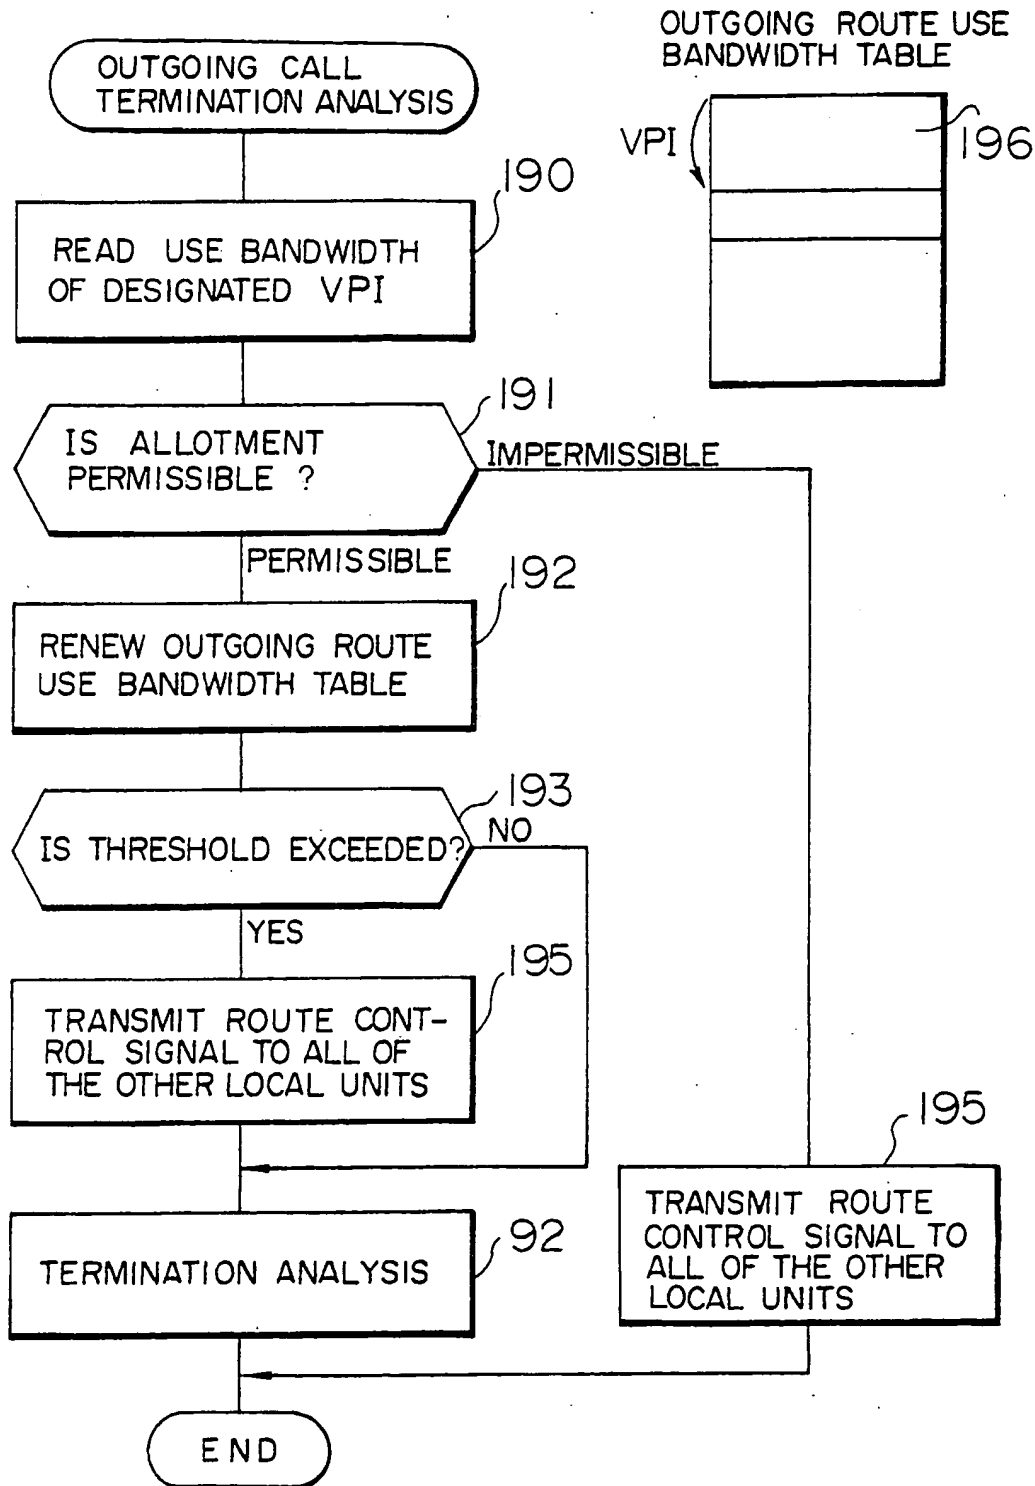 OUTGOING CALL
TERMINATION ANALYSIS
OUTGOING ROUTE USE
BANDWIDTH TABLE
VPI
196
190
READ USE BANDWIDTH
OF DESIGNATED VPI
191
IS ALLOTMENT
PERMISSIBLE ?
IMPERMISSIBLE
PERMISSIBLE
192
RENEW OUTGOING ROUTE
USE BANDWIDTH TABLE
193
IS THRESHOLD EXCEEDED?
NO
YES
195
TRANSMIT ROUTE CONT-
ROL SIGNAL TO ALL OF
THE OTHER LOCAL UNITS
195
TRANSMIT ROUTE
CONTROL SIGNAL TO
ALL OF THE OTHER
LOCAL UNITS
92
TERMINATION ANALYSIS
END